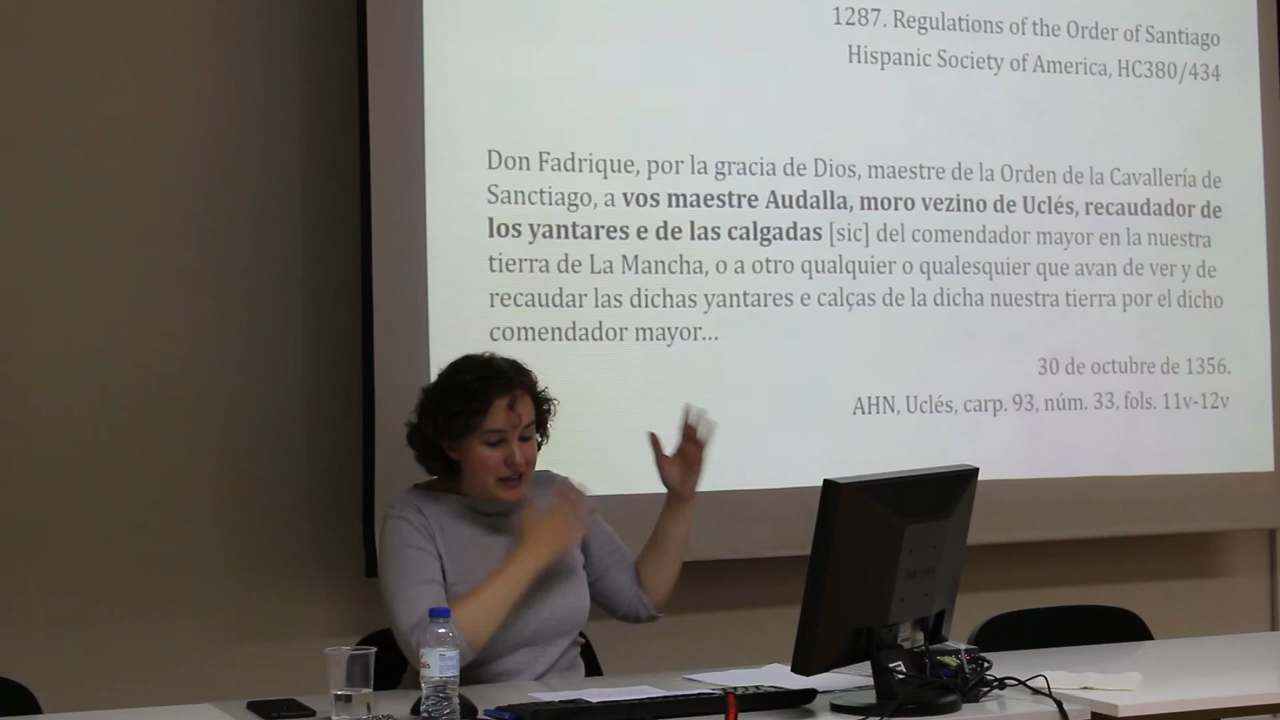 1287. Regulations of the Order of Santiago
Hispanic Society of America, HC380/434
Don Fadrique, por la gracia de Dios, maestre de la Orden de la Cavallería de
Sanctiago, a vos maestre Audalla, moro vezino de Uclés, recaudador de
los yantares e de las calgadas [sic] del comendador mayor en la nuestra
tierra de La Mancha, o a otro qualquier o qualesquier que avan de ver y de
recaudar las dichas yantares e calças de la dicha nuestra tierra por el dicho
comendador mayor...
30 de octubre de 1356.
AHN, Uclés, carp. 93, núm. 33, fols. 11v-12v